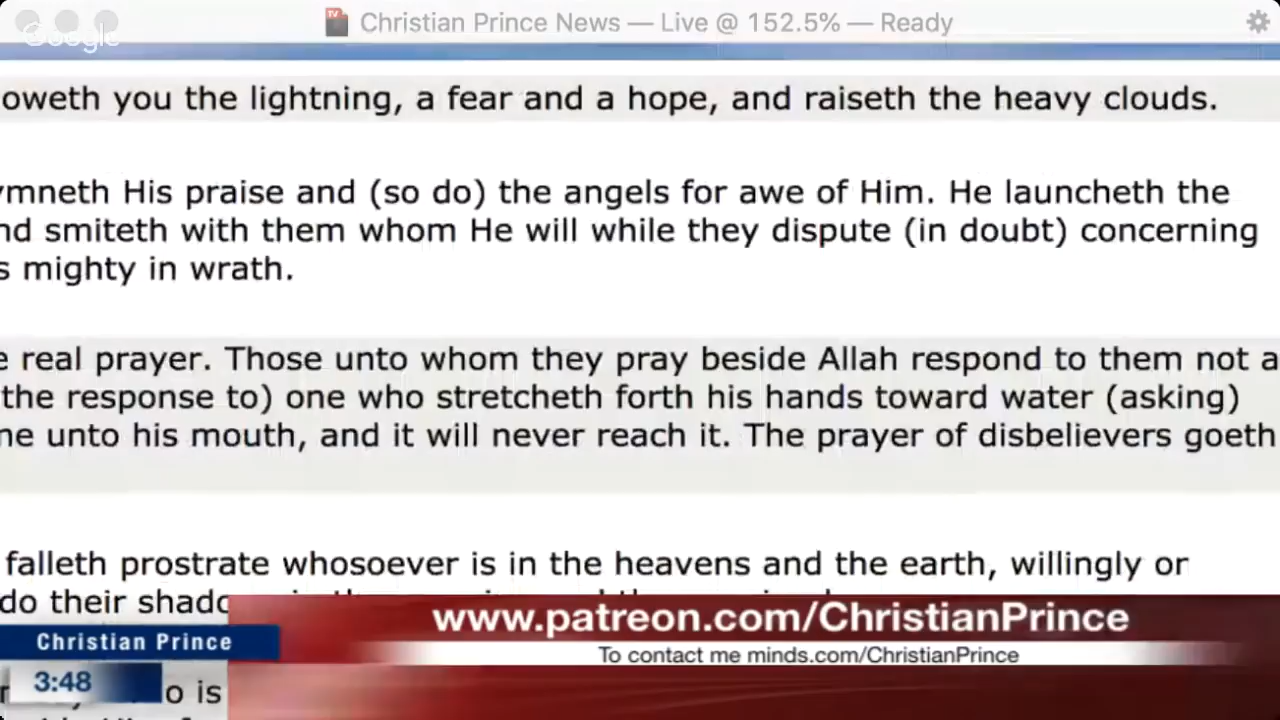 Christian Prince News — Live @ 152.5% — Ready
Google
oweth you the lightning, a fear and a hope, and raiseth the heavy clouds.
ymneth His praise and (so do) the angels for awe of Him. He launcheth the
nd smiteth with them whom He will while they dispute (in doubt) concerning
s mighty in wrath.
e real prayer. Those unto whom they pray beside Allah respond to them not a
the response to) one who stretcheth forth his hands toward water (asking)
ne unto his mouth, and it will never reach it. The prayer of disbelievers goeth
falleth prostrate whosoever is in the heavens and the earth, willingly or
do their
www.patreon.com/ChristianPrince
Christian Prince
To contact me minds.com/ChristianPrince
3:48
o is